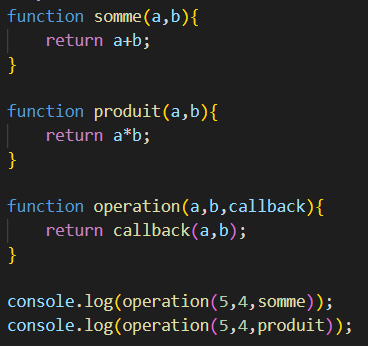 function somme(a,b){
    return a+b;
}
function produit(a,b){
    return a*b;
}
function operation(a,b,callback){
    return callback(a,b);
}
console.log(operation(5,4,somme));
console.log(operation(5,4,produit));